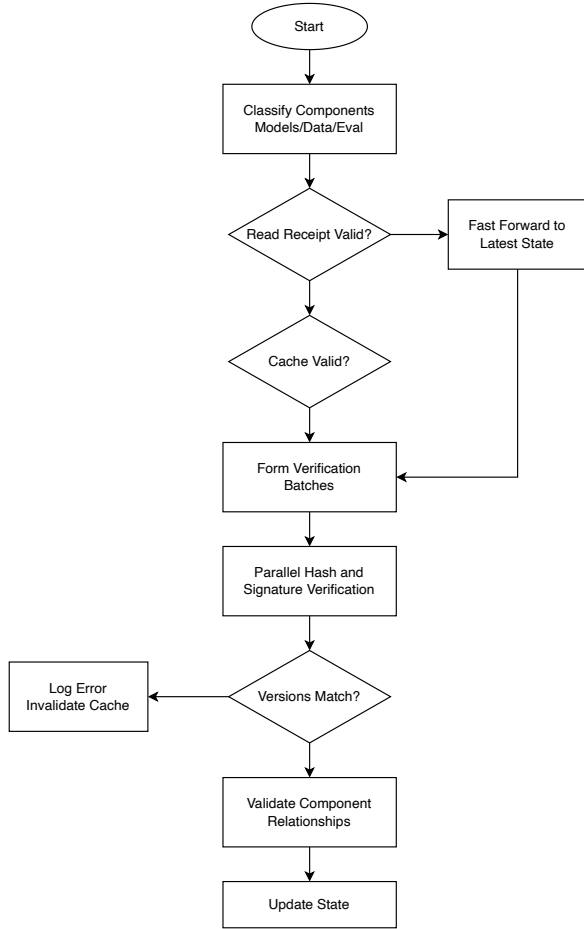 Start
Classify Components
Models/Data/Eval
Read Receipt Valid?
Fast Forward to
Latest State
Cache Valid?
Form Verification
Batches
Parallel Hash and
Signature Verification
Versions Match?
Log Error
Invalidate Cache
Validate Component
Relationships
Update State